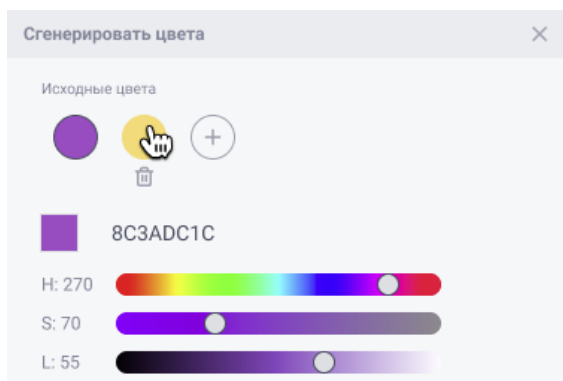 Сгенерировать цвета
Исходные цвета
8C3ADC1C
H: 270
S: 70
L: 55